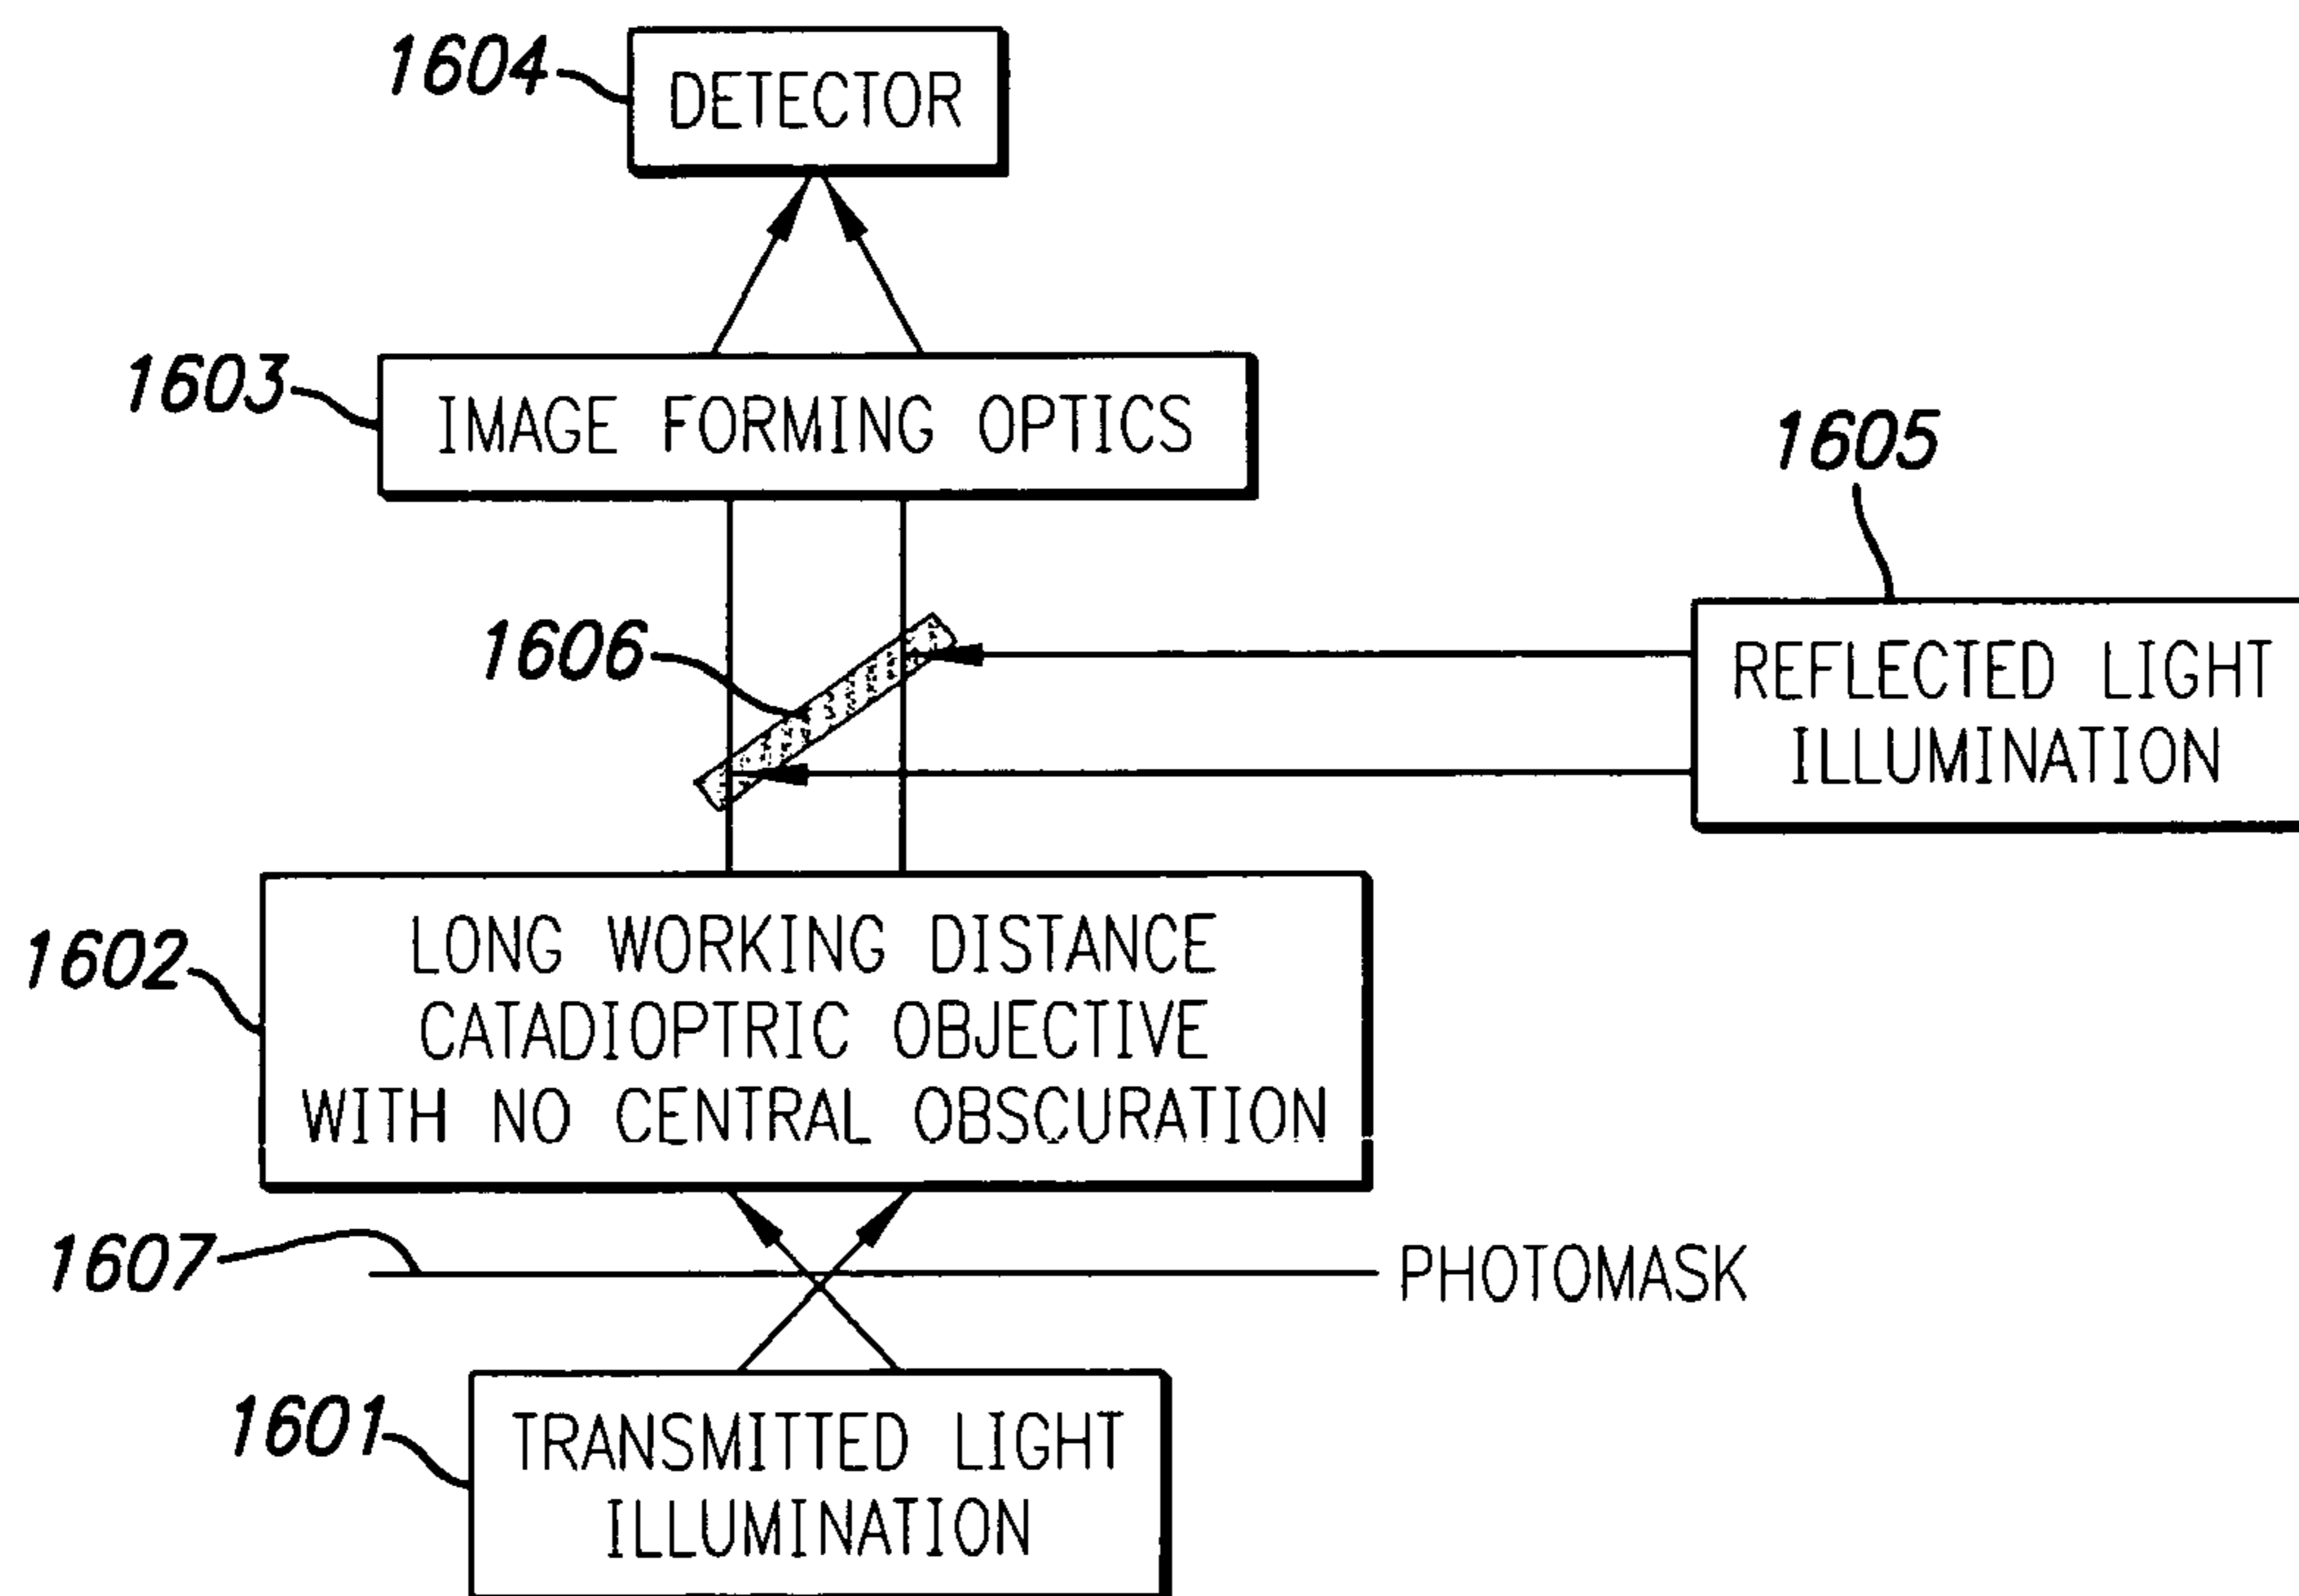 1604
DETECTOR
1603
IMAGE FORMING OPTICS
1605
1606
REFLECTED LIGHT
ILLUMINATION
1602
LONG WORKING DISTANCE
CATADIOPTRIC OBJECTIVE
WITH NO CENTRAL OBSCURATION
1607
PHOTOMASK
1601
TRANSMITTED LIGHT
ILLUMINATION